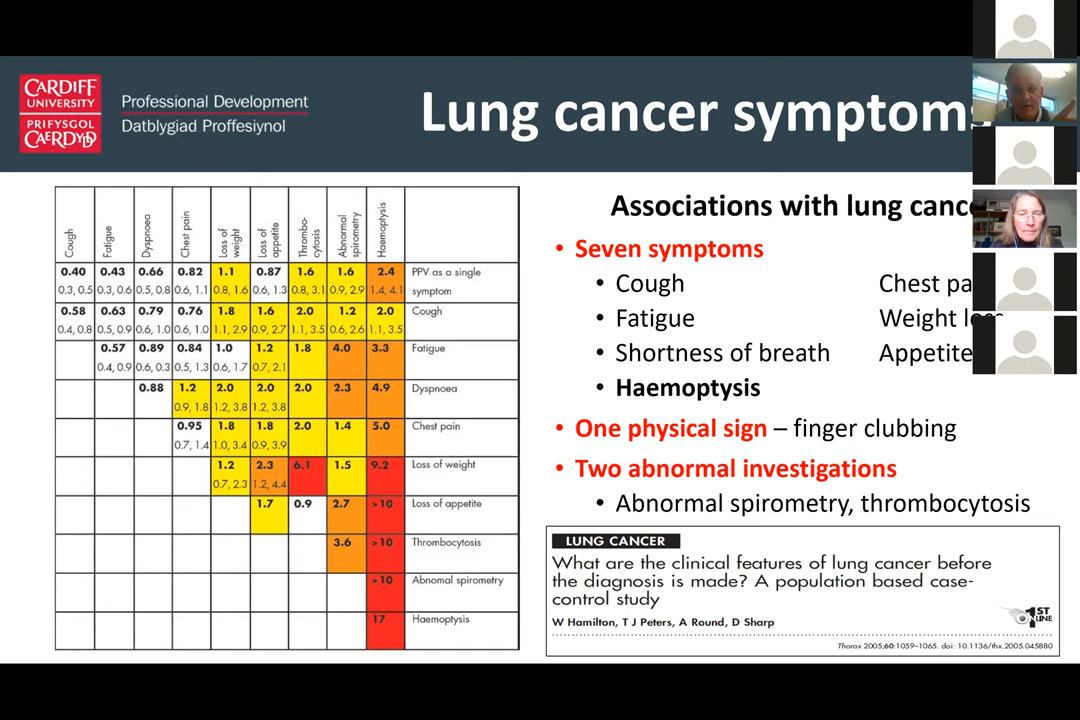 CARDIFF
UNIVERSITY
PRIFYSGOL
CAERDYDD
Professional Development
Datblygiad Proffesiynol
Lung cancer symptoms
Cough
Fatigue
Dyspnoea
Chest pain
Loss of weight
Loss of appetite
Thrombo-cytosis
Abnormal spirometry
Haemoptysis
0.40 0.43 0.66 0.82 1.1 0.87 1.6 1.6 2.4 PPV as a single
0.3, 0.5 0.3, 0.6 0.5, 0.8 0.6, 1.1 0.8, 1.6 0.6, 1.3 0.8, 3.1 0.9, 2.9 1.4, 4.1 symptom
0.58 0.63 0.79 0.76 1.8 1.6 2.0 1.2 2.0 Cough
0.4, 0.8 0.5, 0.9 0.6, 1.0 0.6, 1.0 1.1, 2.9 0.9, 2.7 1.1, 3.5 0.6, 2.6 1.1, 3.5
0.57 0.89 0.84 1.0 1.2 1.8 4.0 3.3 Fatigue
0.4, 0.9 0.6, 0.3 0.5, 1.3 0.6, 1.7 0.7, 2.1
0.88 1.2 2.0 2.0 2.0 2.3 4.9 Dyspnoea
0.9, 1.8 1.2, 3.8 1.2, 3.8
0.95 1.8 1.8 2.0 1.4 5.0 Chest pain
0.7, 1.4 1.0, 3.4 0.9, 3.9
1.2 2.3 6.1 1.5 9.2 Loss of weight
0.7, 2.3 1.2, 4.4
1.7 0.9 2.7 >10 Loss of appetite
3.6 >10 Thrombocytosis
>10 Abnomal spirometry
17 Haemoptysis
Associations with lung cance
• Seven symptoms
• Cough Chest pa
• Fatigue Weight loss
• Shortness of breath Appetite
• Haemoptysis
• One physical sign – finger clubbing
• Two abnormal investigations
• Abnormal spirometry, thrombocytosis
LUNG CANCER
What are the clinical features of lung cancer before
the diagnosis is made? A population based case-
control study
W Hamilton, T J Peters, A Round, D Sharp
1ST
ONLINE
Thorax 2005;60:1059–1065. doi: 10.1136/thx.2005.045880